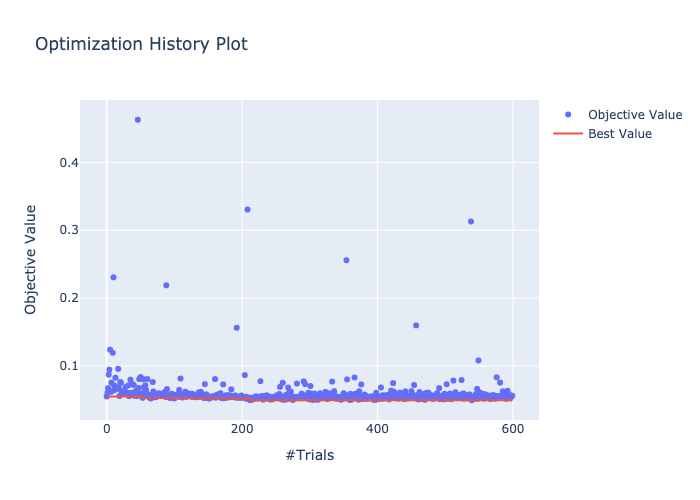 Optimization History Plot
Objective Value
Best Value
0.4
0.3
0.2
0.1
Objective Value
0
200
400
600
#Trials